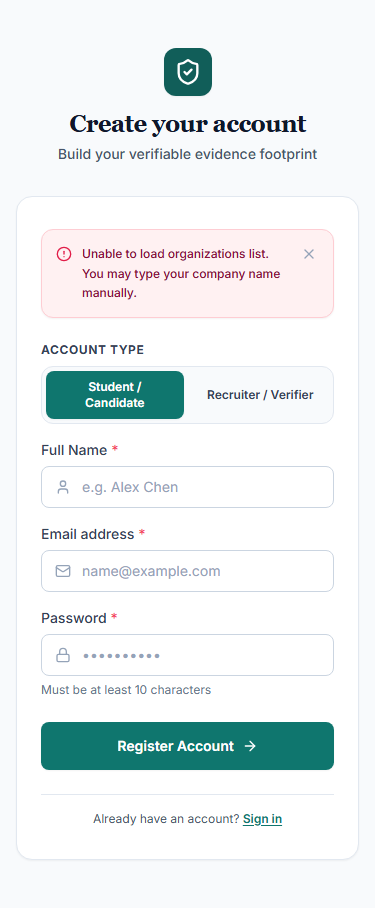 Create your account
Build your verifiable evidence footprint
Unable to load organizations list.
You may type your company name
manually.
ACCOUNT TYPE
Student /
Candidate
Recruiter / Verifier
Full Name *
e.g. Alex Chen
Email address *
name@example.com
Password *
••••••••••
Must be at least 10 characters
Register Account →
Already have an account? Sign in